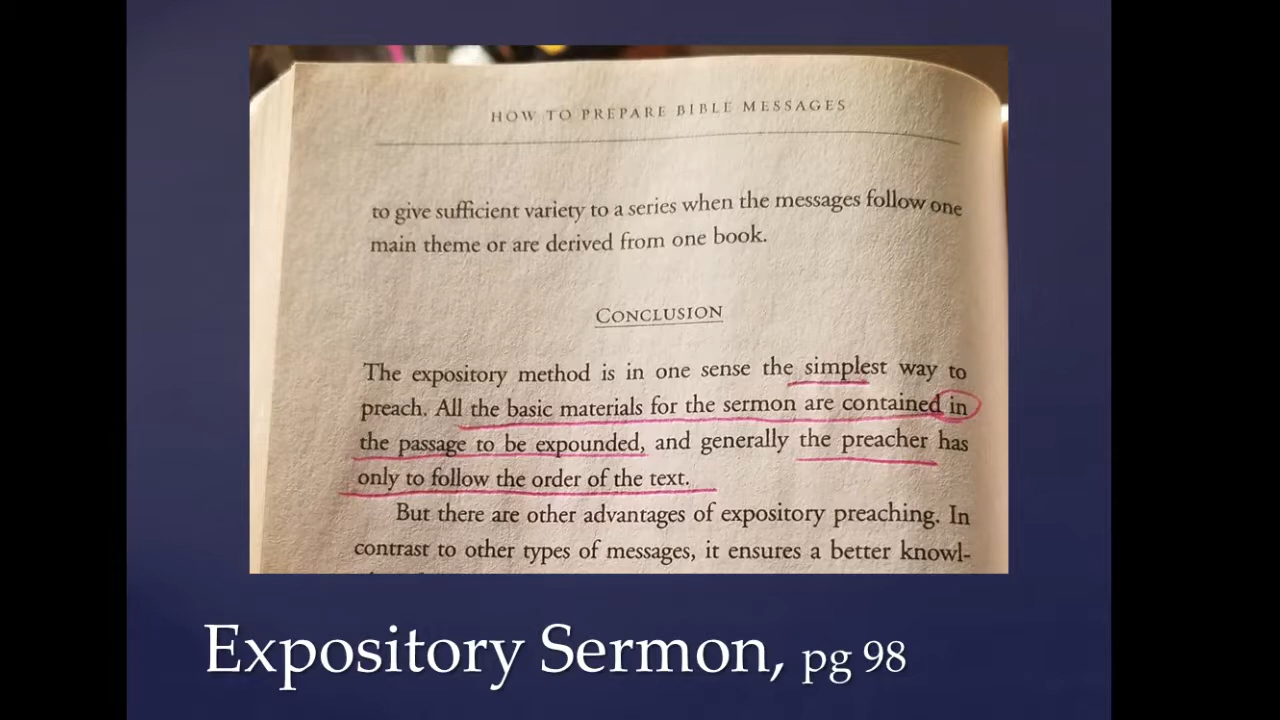 HOW TO PREPARE BIBLE MESSAGES
to give sufficient variety to a series when the messages follow one
main theme or are derived from one book.
CONCLUSION
The expository method is in one sense the simplest way to
preach. All the basic materials for the sermon are contained in
the passage to be expounded, and generally the preacher has
only to follow the order of the text.
But there are other advantages of expository preaching. In
contrast to other types of messages, it ensures a better knowl-
Expository Sermon, pg 98